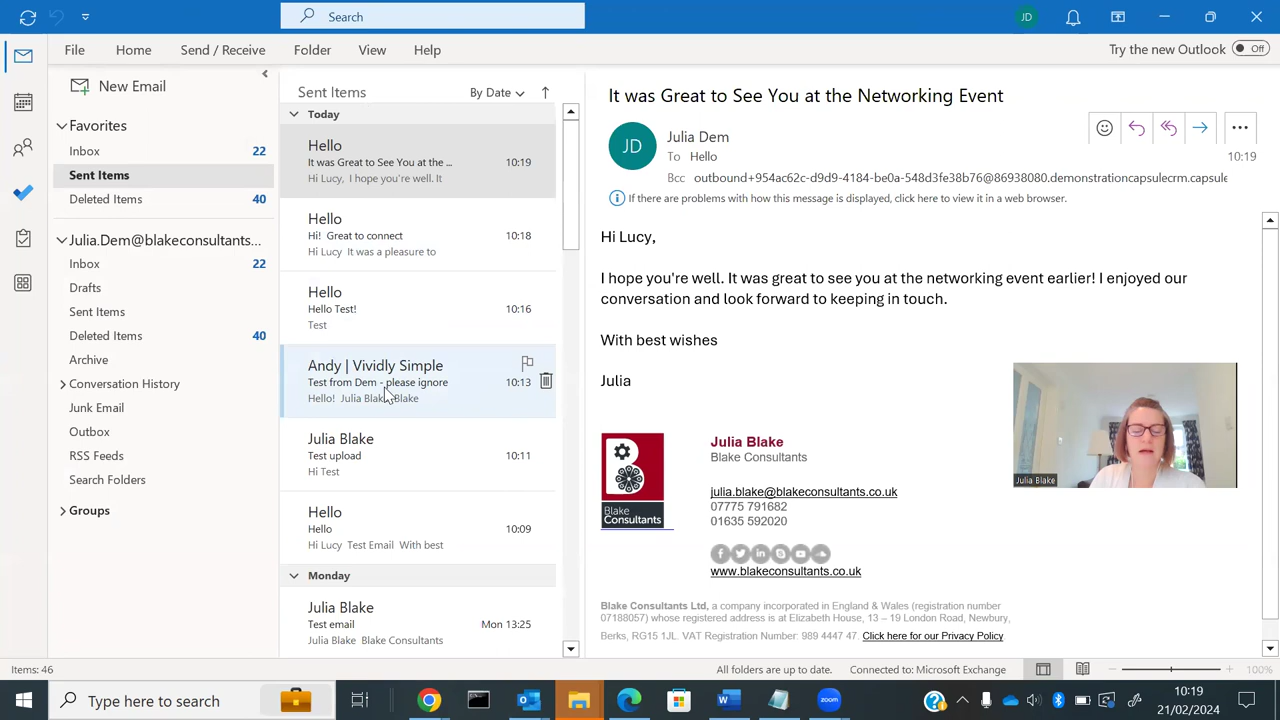 Search
JD
File
Home
Send / Receive
Folder
View
Help
Try the new Outlook
Off
New Email
Favorites
Inbox 22
Sent Items
Deleted Items 40
Julia.Dem@blakeconsultants...
Inbox 22
Drafts
Sent Items
Deleted Items 40
Archive
Conversation History
Junk Email
Outbox
RSS Feeds
Search Folders
Groups
Sent Items
By Date
Today
Hello
It was Great to See You at the ... 10:19
Hi Lucy, I hope you're well. It
Hello
Hi! Great to connect 10:18
Hi Lucy It was a pleasure to
Hello
Hello Test! 10:16
Test
Andy | Vividly Simple
Test from Dem - please ignore 10:13
Hello! Julia Blake Blake
Julia Blake
Test upload 10:11
Hi Test
Hello
Hello 10:09
Hi Lucy Test Email With best
Monday
Julia Blake
Test email Mon 13:25
Julia Blake Blake Consultants
It was Great to See You at the Networking Event
JD
Julia Dem
To Hello
10:19
Bcc outbound+954ac62c-d9d9-4184-be0a-548d3fe38b76@86938080.demonstrationcapsulecrm.capsule
If there are problems with how this message is displayed, click here to view it in a web browser.
Hi Lucy,
I hope you're well. It was great to see you at the networking event earlier! I enjoyed our
conversation and look forward to keeping in touch.
With best wishes
Julia
Blake
Consultants
Julia Blake
Blake Consultants
julia.blake@blakeconsultants.co.uk
07775 791682
01635 592020
www.blakeconsultants.co.uk
Blake Consultants Ltd, a company incorporated in England & Wales (registration number
07188057) whose registered address is at Elizabeth House, 13 – 19 London Road, Newbury,
Berks, RG15 1JL. VAT Registration Number: 989 4447 47. Click here for our Privacy Policy
Julia Blake
Items: 46
All folders are up to date.
Connected to: Microsoft Exchange
100%
Type here to search
zoom
10:19
21/02/2024